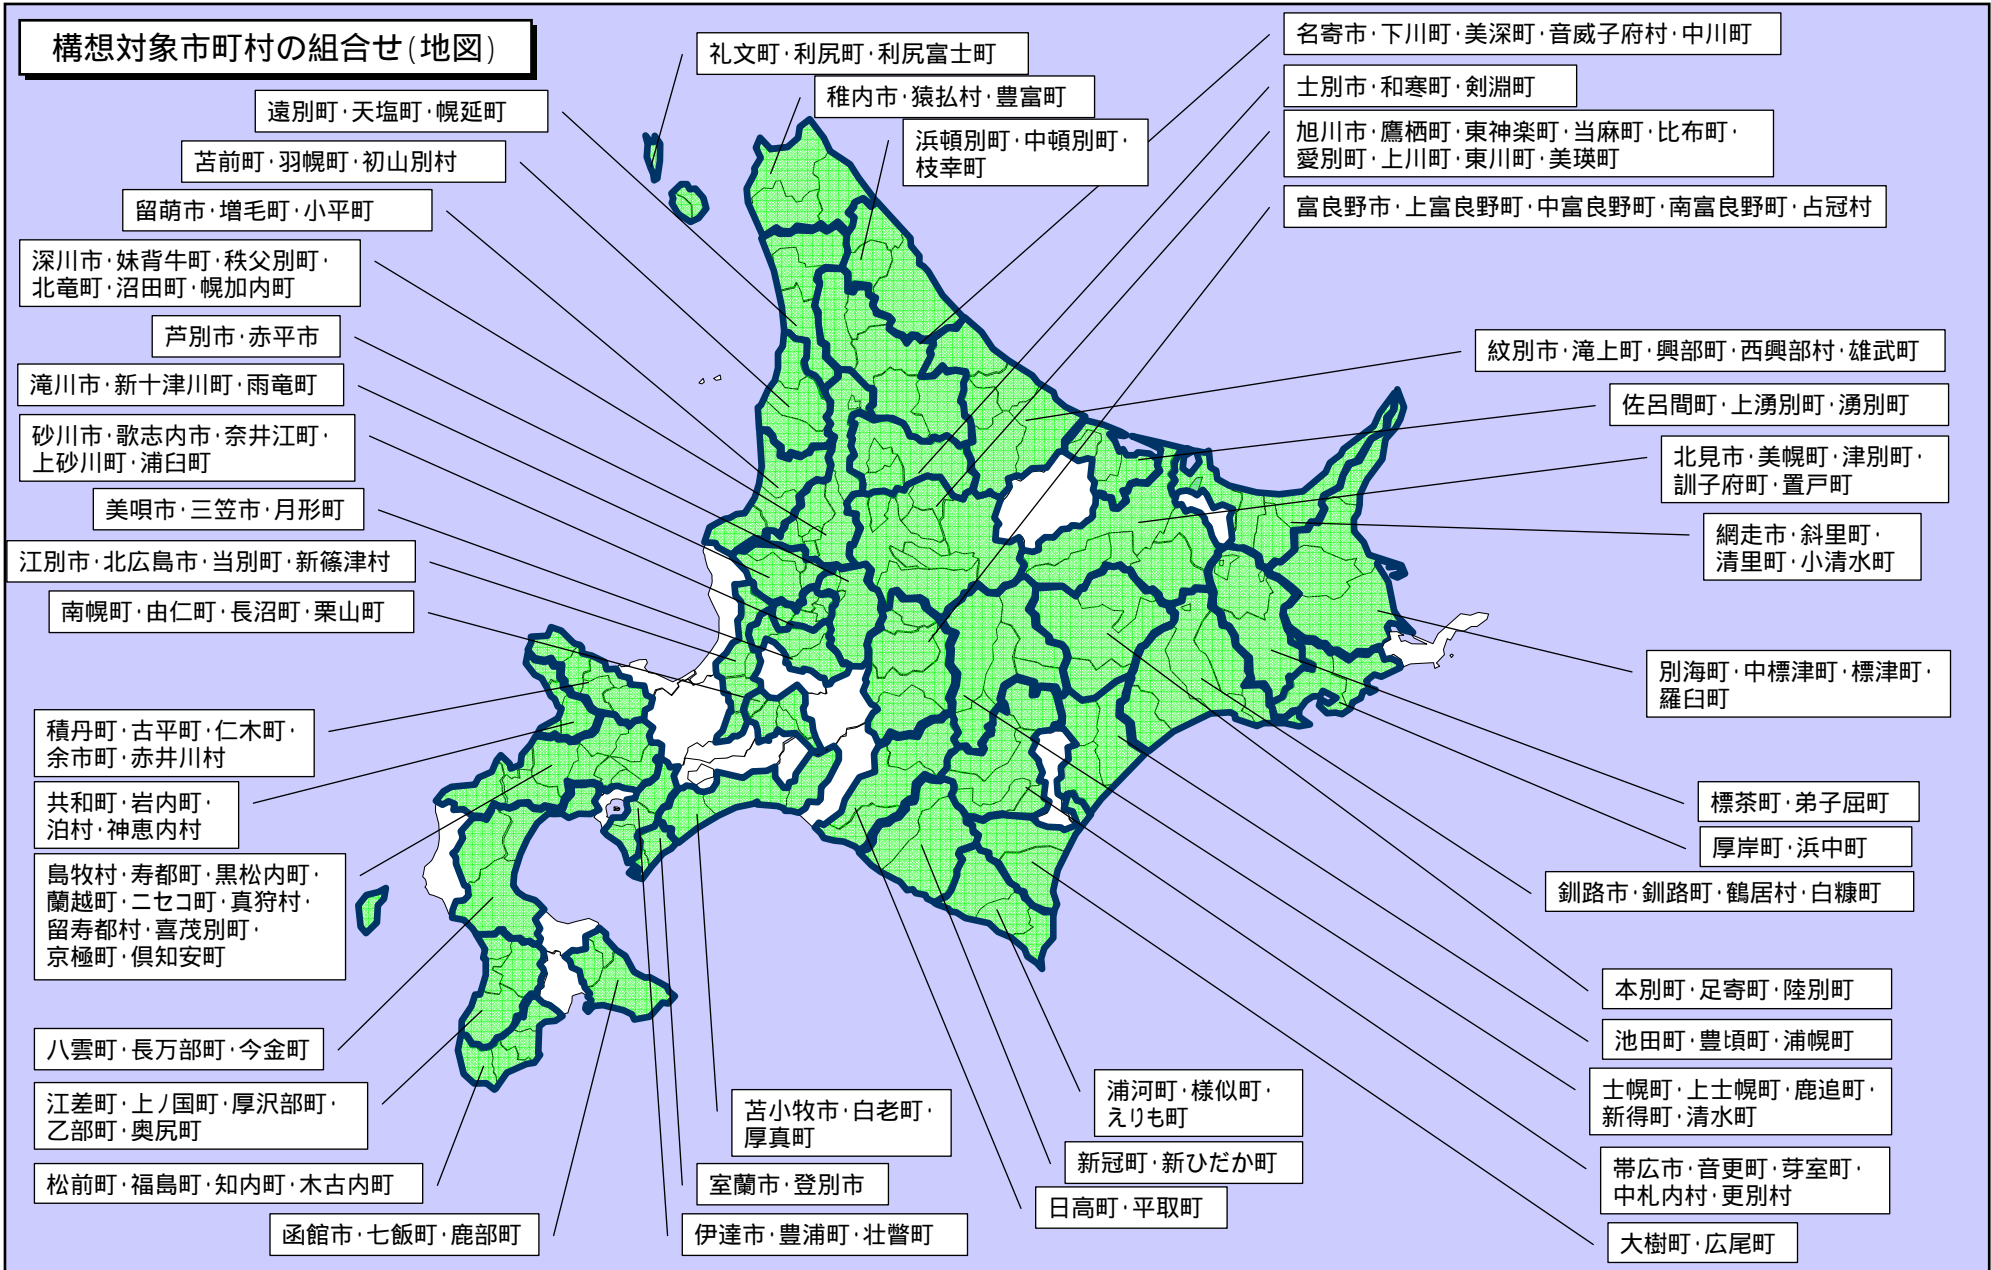 構想対象市町村の組合せ(地図)
礼文町・利尻町・利尻富士町
稚内市・猿払村・豊富町
浜頓別町・中頓別町・
枝幸町
名寄市・下川町・美深町・音威子府村・中川町
士別市・和寒町・剣淵町
旭川市・鷹栖町・東神楽町・当麻町・比布町・
愛別町・上川町・東川町・美瑛町
富良野市・上富良野町・中富良野町・南富良野町・占冠村
遠別町・天塩町・幌延町
苫前町・羽幌町・初山別村
留萌市・増毛町・小平町
深川市・妹背牛町・秩父別町・
北竜町・沼田町・幌加内町
芦別市・赤平市
滝川市・新十津川町・雨竜町
砂川市・歌志内市・奈井江町・
上砂川町・浦臼町
美唄市・三笠市・月形町
江別市・北広島市・当別町・新篠津村
南幌町・由仁町・長沼町・栗山町
積丹町・古平町・仁木町・
余市町・赤井川村
共和町・岩内町・
泊村・神恵内村
島牧村・寿都町・黒松内町・
蘭越町・ニセコ町・真狩村・
留寿都村・喜茂別町・
京極町・倶知安町
八雲町・長万部町・今金町
江差町・上ノ国町・厚沢部町・
乙部町・奥尻町
松前町・福島町・知内町・木古内町
函館市・七飯町・鹿部町
紋別市・滝上町・興部町・西興部村・雄武町
佐呂間町・上湧別町・湧別町
北見市・美幌町・津別町・
訓子府町・置戸町
網走市・斜里町・
清里町・小清水町
別海町・中標津町・標津町・
羅臼町
標茶町・弟子屈町
厚岸町・浜中町
釧路市・釧路町・鶴居村・白糠町
本別町・足寄町・陸別町
池田町・豊頃町・浦幌町
士幌町・上士幌町・鹿追町・
新得町・清水町
帯広市・音更町・芽室町・
中札内村・更別村
大樹町・広尾町
浦河町・様似町・
えりも町
新冠町・新ひだか町
日高町・平取町
苫小牧市・白老町・
厚真町
室蘭市・登別市
伊達市・豊浦町・壮瞥町